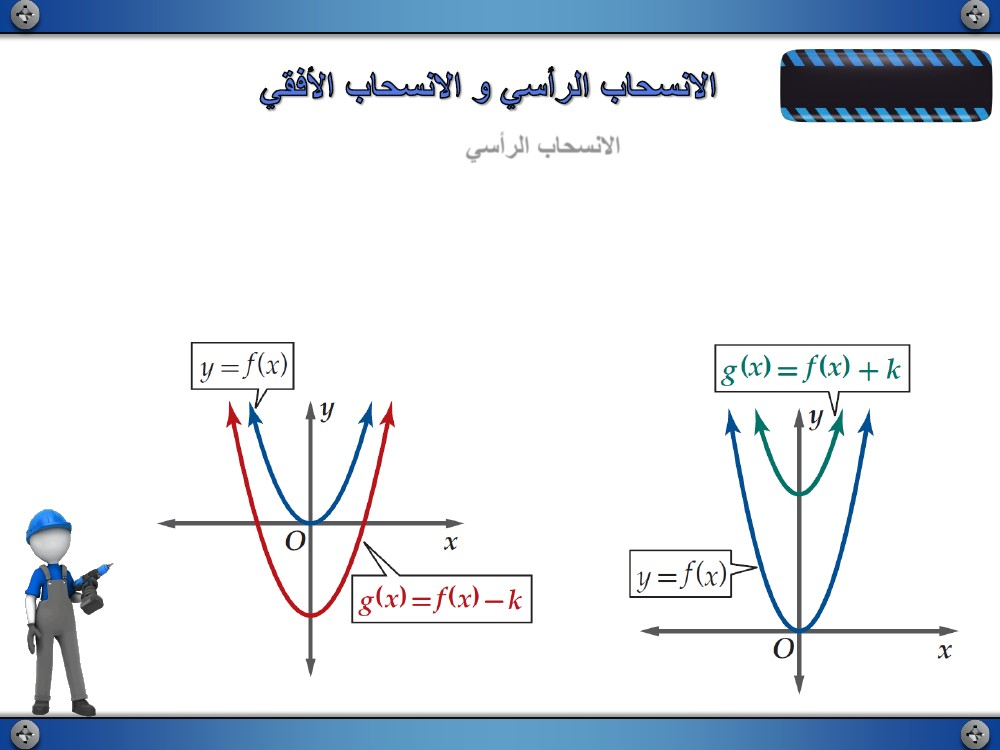 الانسحاب الرأسي و الانسحاب الأفقي
الانسحاب الرأسي
y = f(x)
y
O
x
g(x) = f(x) − k
g(x) = f(x) + k
y
y = f(x)
O
x